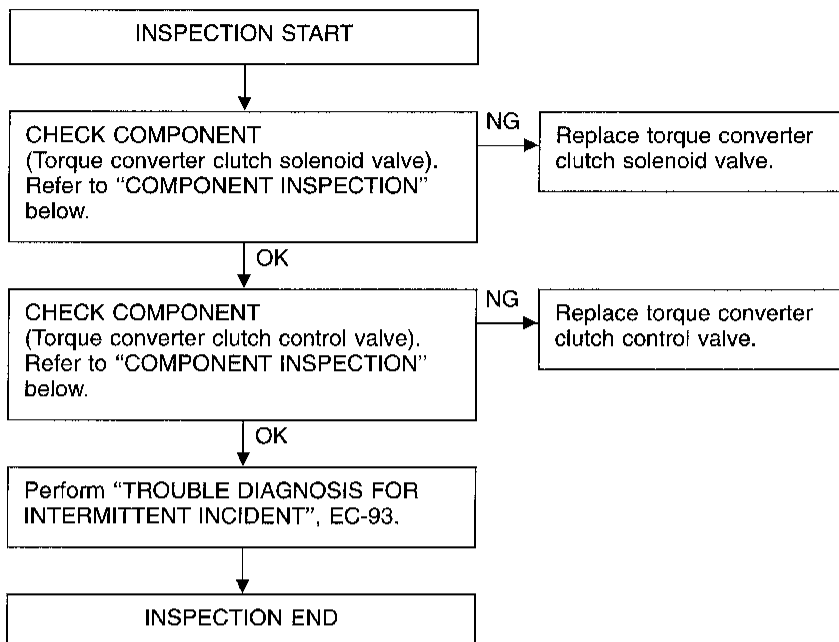 INSPECTION START
CHECK COMPONENT
(Torque converter clutch solenoid valve).
Refer to “COMPONENT INSPECTION”
below.
NG
Replace torque converter
clutch solenoid valve.
OK
CHECK COMPONENT
(Torque converter clutch control valve).
Refer to “COMPONENT INSPECTION”
below.
NG
Replace torque converter
clutch control valve.
OK
Perform “TROUBLE DIAGNOSIS FOR
INTERMITTENT INCIDENT”, EC-93.
INSPECTION END